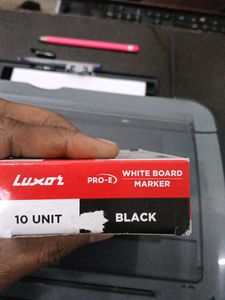 Luxor PRO-E WHITE BOARD
MARKER
10 UNIT BLACK